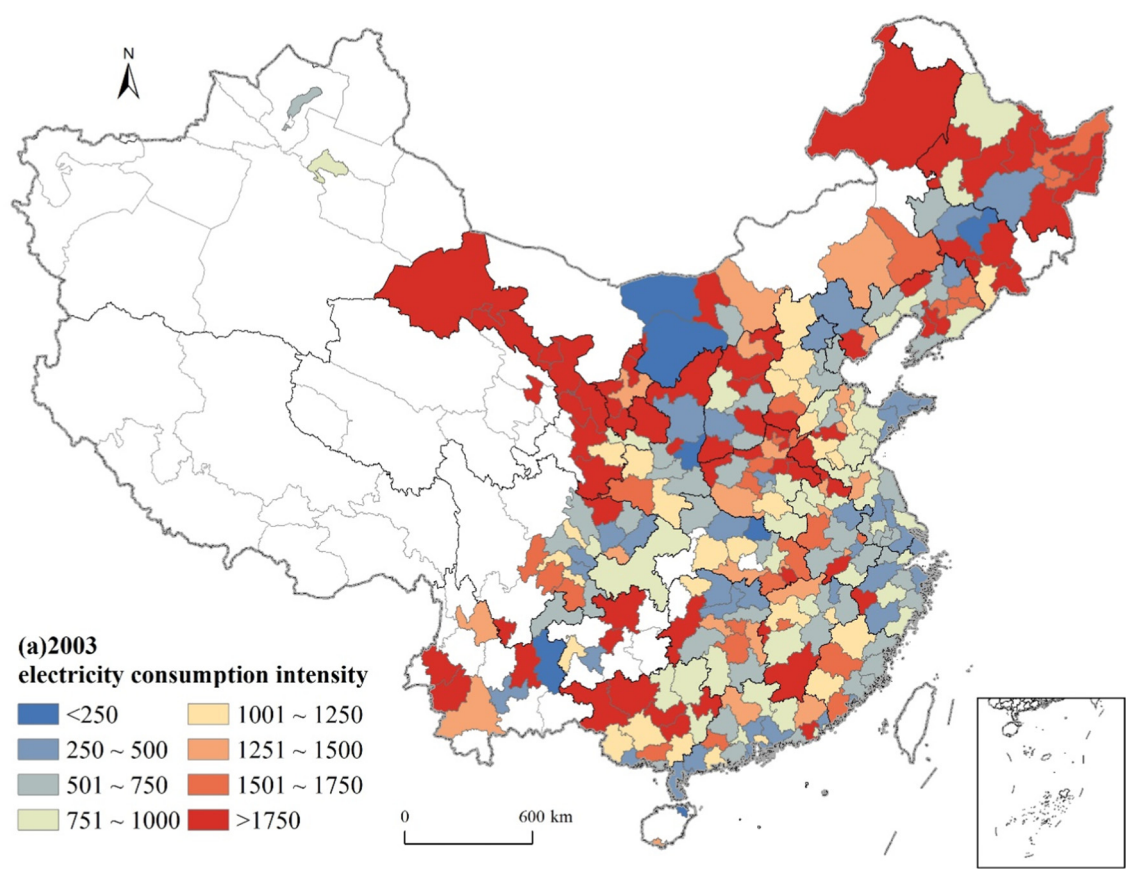 N
(a)2003
electricity consumption intensity
<250
250 ~ 500
501 ~ 750
751 ~ 1000
1001 ~ 1250
1251 ~ 1500
1501 ~ 1750
>1750
0 600 km